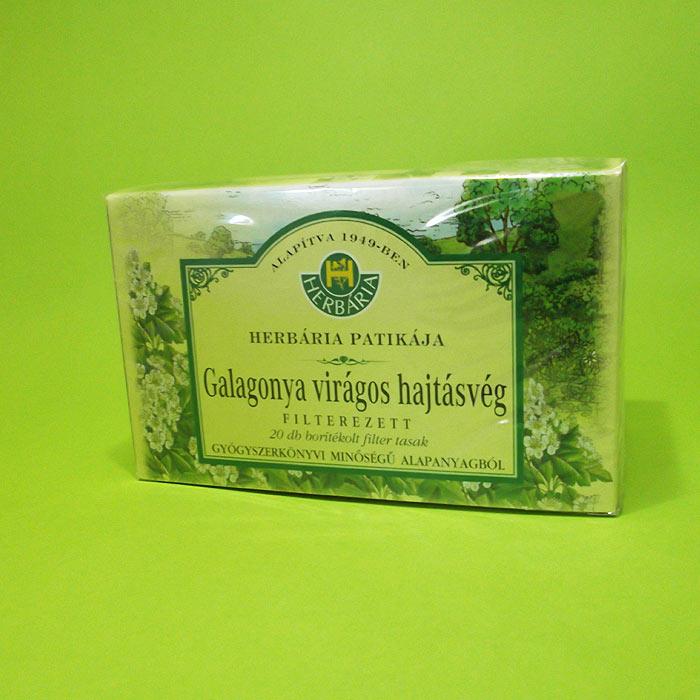 ALAPÍTVA 1949-BEN
HERBÁRIA
HERBÁRIA PATIKÁJA
Galagonya virágos hajtásvég
FILTEREZETT
20 db borítékolt filter tasak
GYÓGYSZERKÖNYVI MINŐSÉGŰ ALAPANYAGBÓL